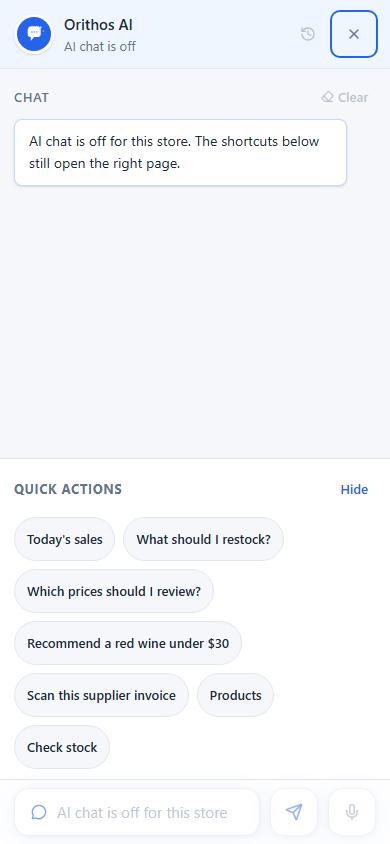 Orithos AI
AI chat is off
CHAT
Clear
AI chat is off for this store. The shortcuts below
still open the right page.
QUICK ACTIONS
Hide
Today's sales
What should I restock?
Which prices should I review?
Recommend a red wine under $30
Scan this supplier invoice
Products
Check stock
AI chat is off for this store